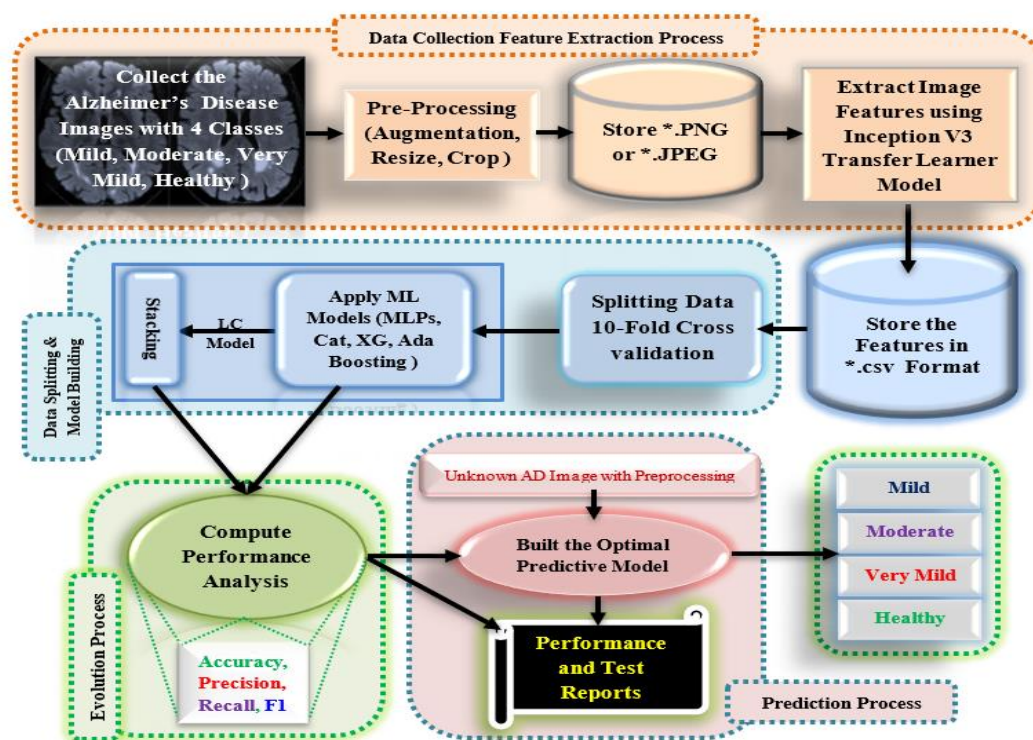 Data Collection Feature Extraction Process
Collect the
Alzheimer's Disease
Images with 4 Classes
(Mild, Moderate, Very
Mild, Healthy )
Pre-Processing
(Augmentation,
Resize, Crop )
Store *.PNG
or *.JPEG
Extract Image
Features using
Inception V3
Transfer Learner
Model
Data Splitting &
Model Building
Stacking
LC
Model
Apply ML
Models (MLPs,
Cat, XG, Ada
Boosting )
Splitting Data
10-Fold Cross
validation
Store the
Features in
*.csv Format
Evolution Process
Compute
Performance
Analysis
Accuracy,
Precision,
Recall, F1
Unknown AD Image with Preprocessing
Built the Optimal
Predictive Model
Performance
and Test
Reports
Mild
Moderate
Very Mild
Healthy
Prediction Process